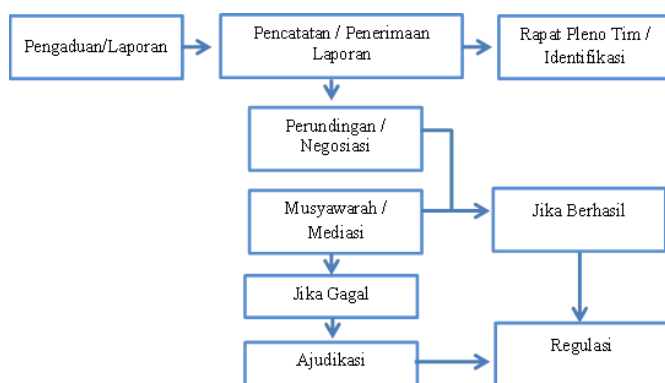 Pengaduan/Laporan
Pencatatan / Penerimaan
Laporan
Rapat Pleno Tim /
Identifikasi
Perundingan /
Negosiasi
Musyawarah /
Mediasi
Jika Berhasil
Jika Gagal
Ajudikasi
Regulasi